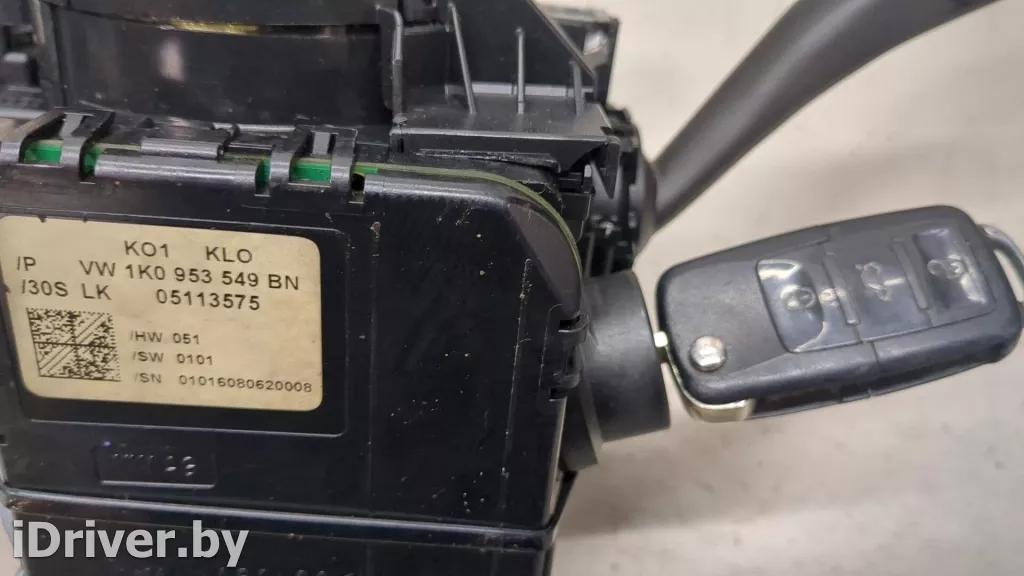 KO1 KLO
/P VW 1K0 953 549 BN
/30S LK 05113575
/HW 051
/SW 0101
/SN 01016080620008
iDriver.by